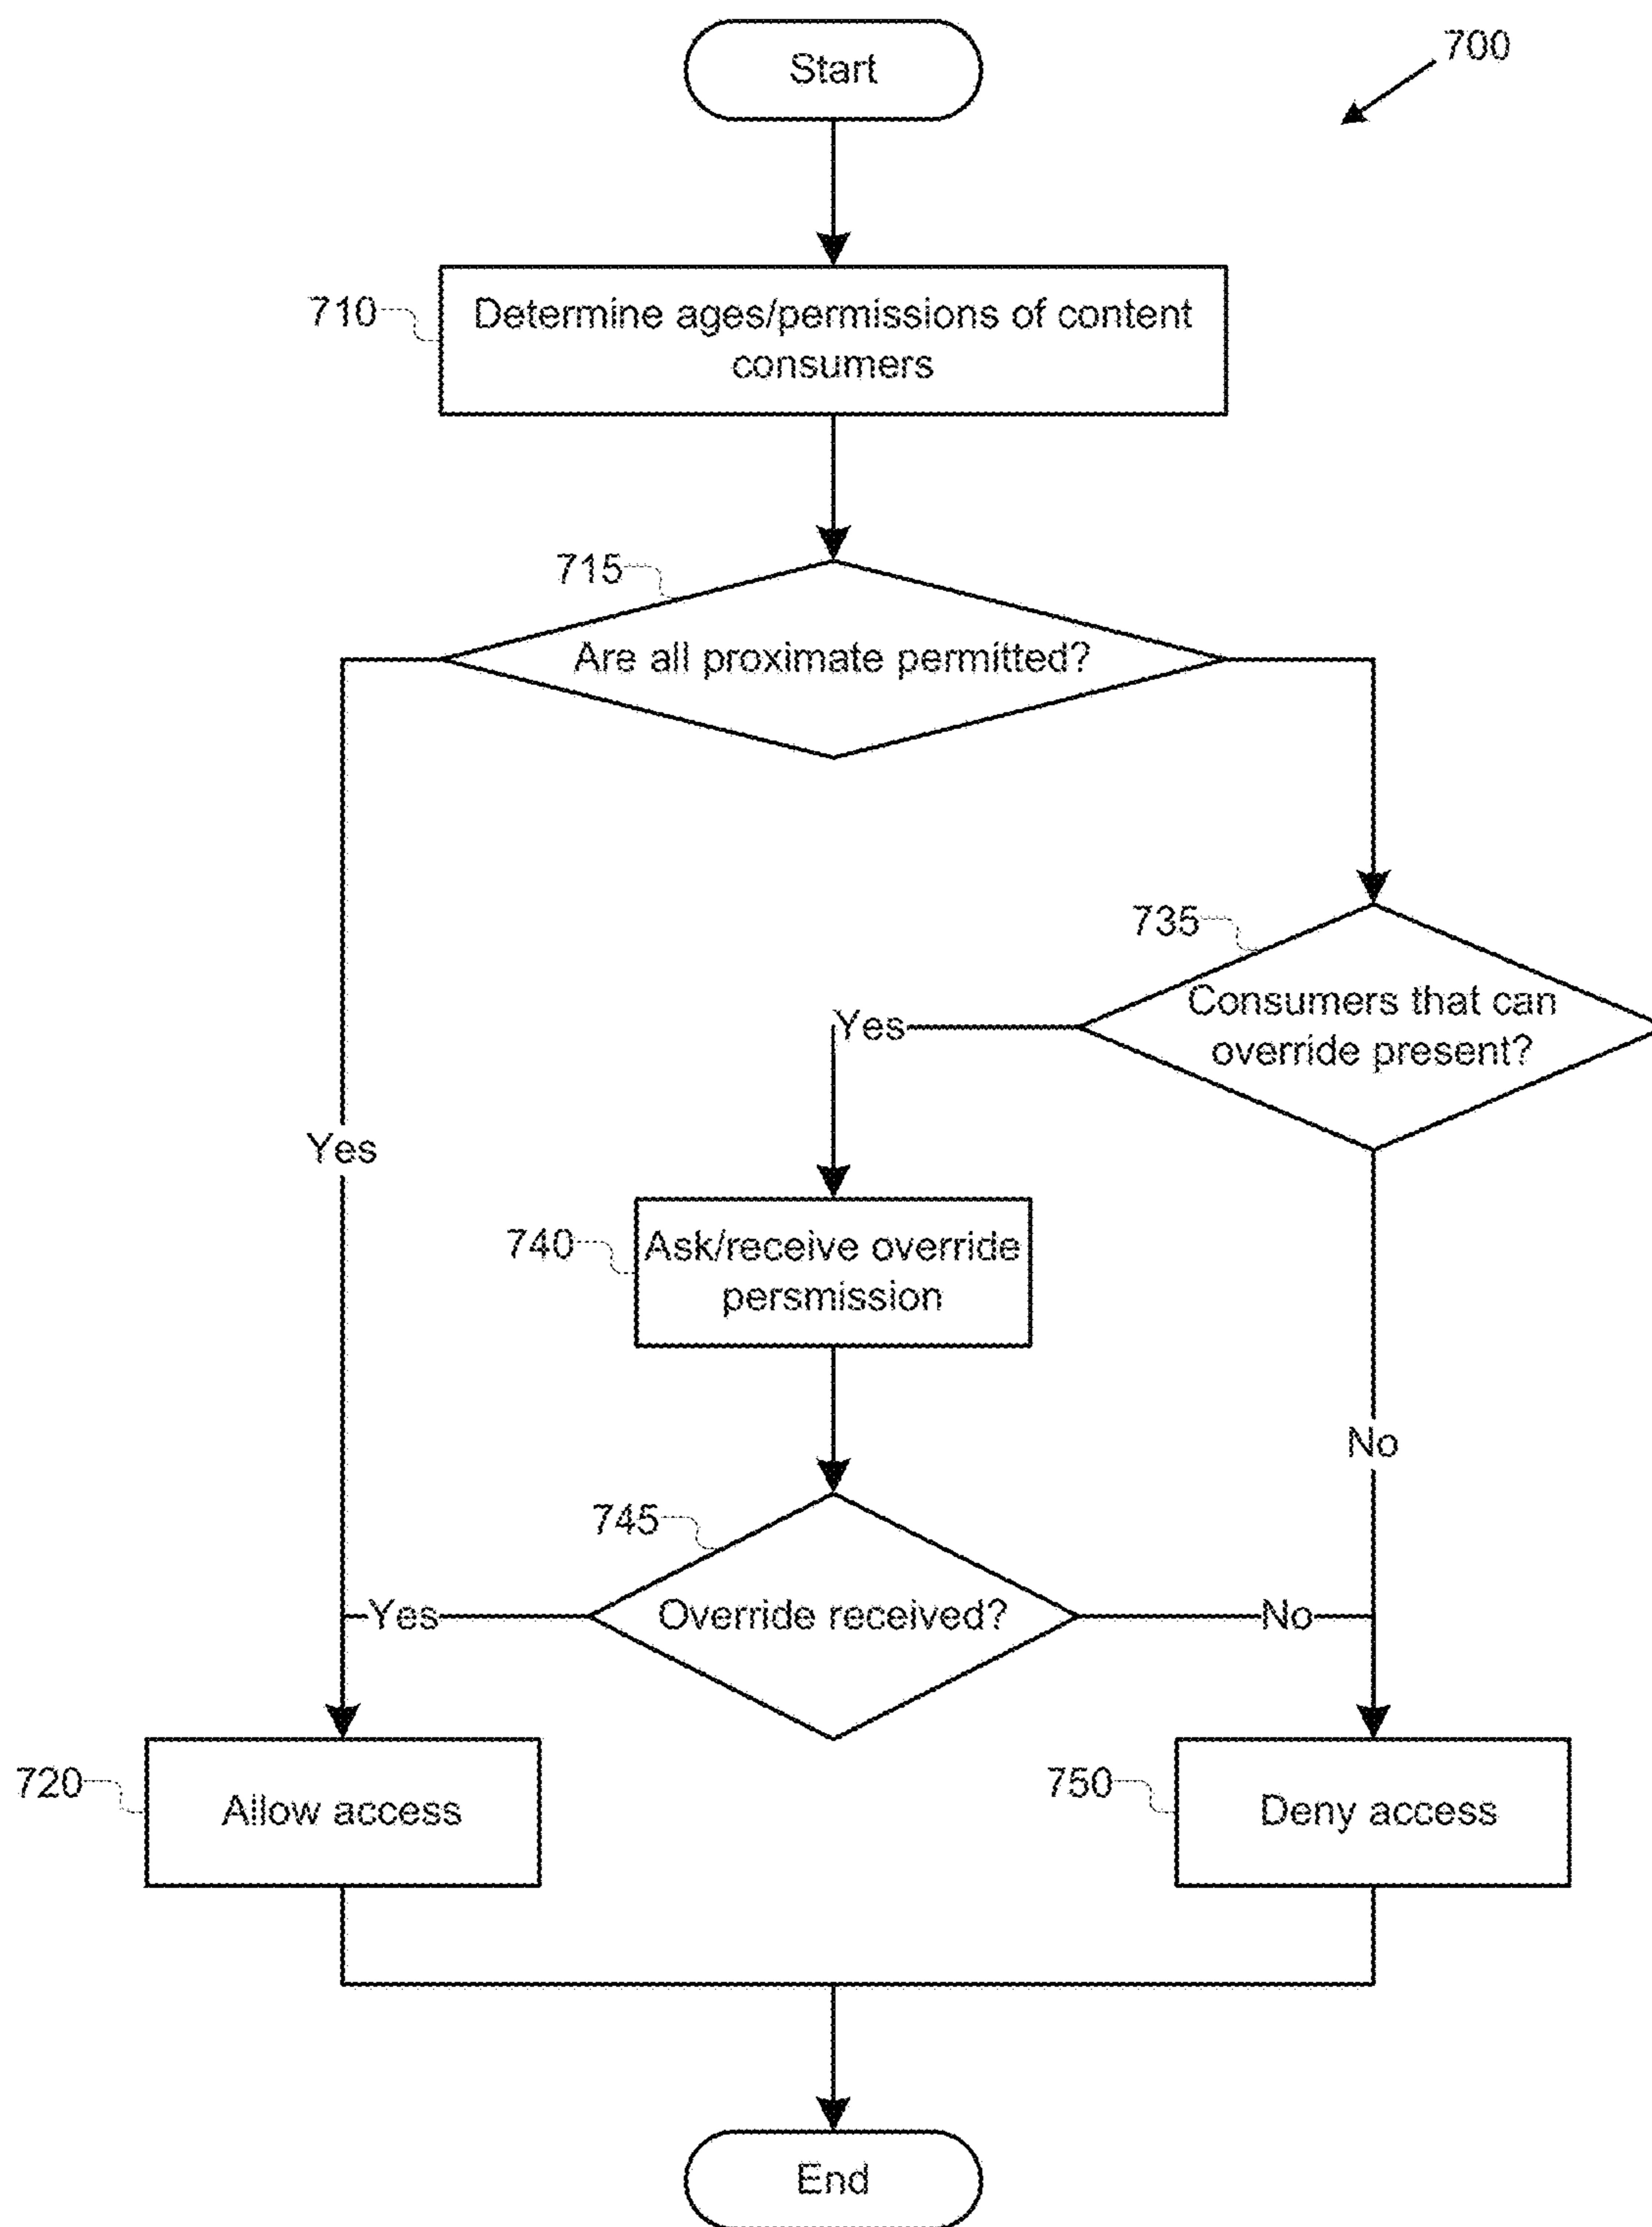 Start
700
710
Determine ages/permissions of content
consumers
715
Are all proximate permitted?
735
Consumers that can
override present?
Yes
Yes
740
Ask/receive override
persmission
No
745
Override received?
Yes
No
720
Allow access
750
Deny access
End